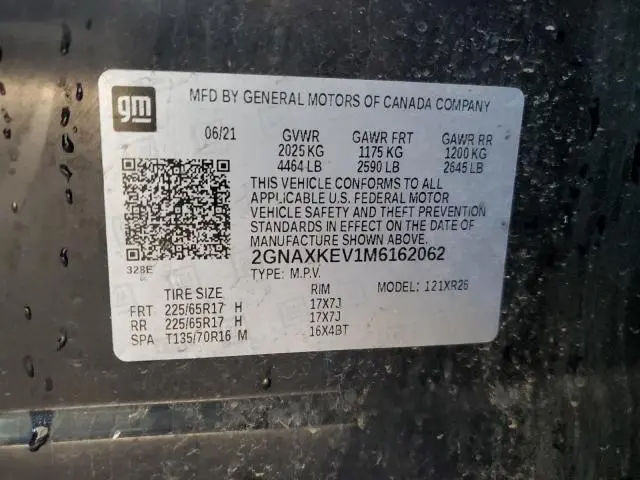 gm
MFD BY GENERAL MOTORS OF CANADA COMPANY
06/21 GVWR GAWR FRT GAWR RR
2025 KG 1175 KG 1200 KG
4464 LB 2590 LB 2645 LB
THIS VEHICLE CONFORMS TO ALL
APPLICABLE U.S. FEDERAL MOTOR
VEHICLE SAFETY AND THEFT PREVENTION
STANDARDS IN EFFECT ON THE DATE OF
MANUFACTURE SHOWN ABOVE.
328E 2GNAXKEV1M6162062
TYPE: M.P.V. MODEL: 121XR26
TIRE SIZE RIM
FRT 225/65R17 H 17X7J
RR 225/65R17 H 17X7J
SPA T135/70R16 M 16X4BT